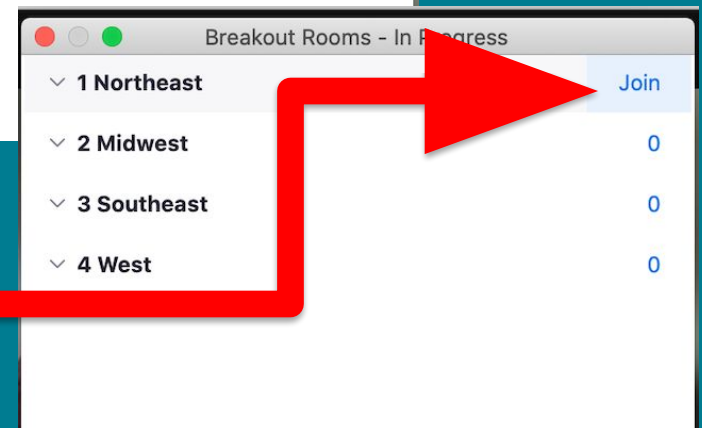 Breakout Rooms - In Progress
1 Northeast Join
2 Midwest 0
3 Southeast 0
4 West 0